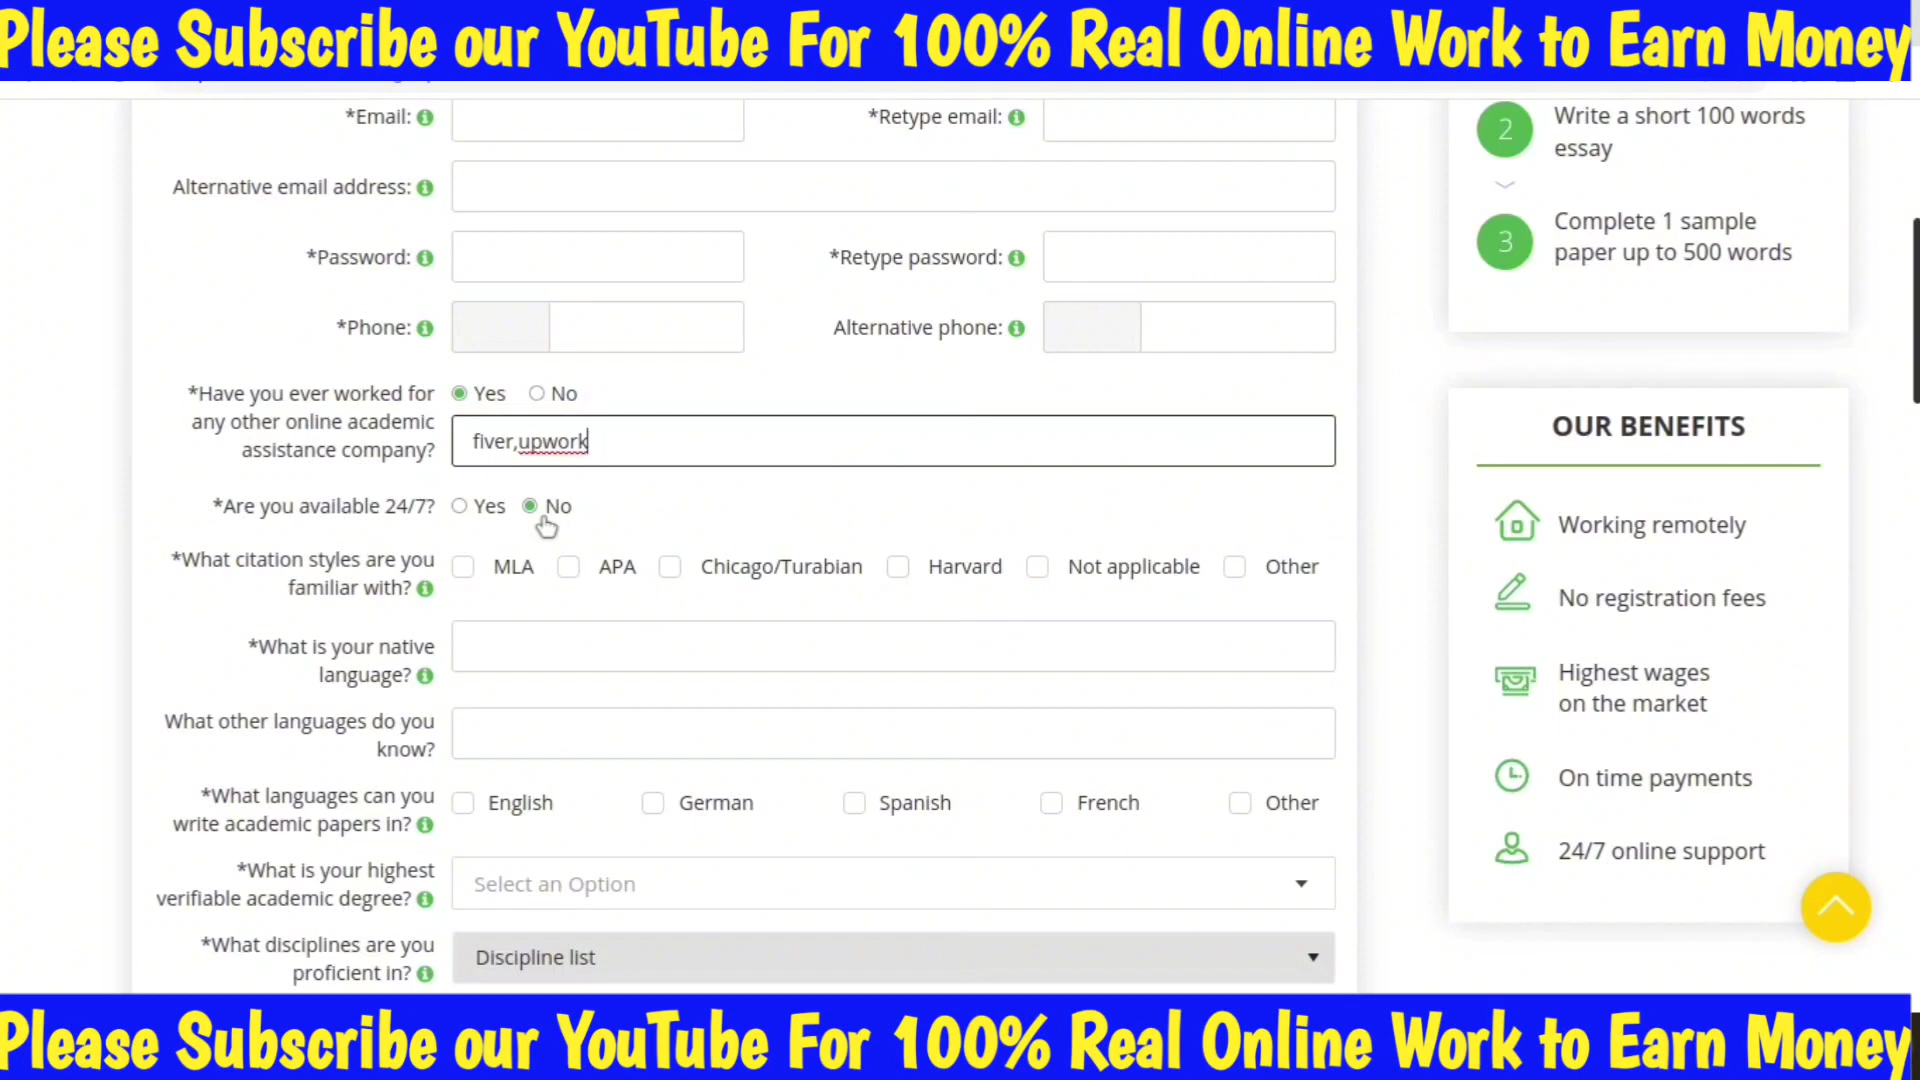 Please Subscribe our YouTube For 100% Real Online Work to Earn Money
*Email:
*Retype email:
Alternative email address:
*Password:
*Retype password:
*Phone:
Alternative phone:
*Have you ever worked for
any other online academic
assistance company?
Yes No
fiver,upwork
*Are you available 24/7?
Yes No
*What citation styles are you
familiar with?
MLA APA Chicago/Turabian Harvard Not applicable Other
*What is your native
language?
What other languages do you
know?
*What languages can you
write academic papers in?
English German Spanish French Other
*What is your highest
verifiable academic degree?
Select an Option
*What disciplines are you
proficient in?
Discipline list
2
Write a short 100 words
essay
3
Complete 1 sample
paper up to 500 words
OUR BENEFITS
Working remotely
No registration fees
Highest wages
on the market
On time payments
24/7 online support
Please Subscribe our YouTube For 100% Real Online Work to Earn Money